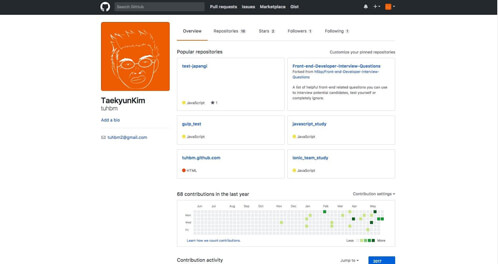 Search GitHub
Pull requests Issues Marketplace Gist
Overview Repositories 16 Stars 2 Followers 1 Following 1
Popular repositories
Customize your pinned repositories
test-japangi
JavaScript 1
Front-end-Developer-Interview-Questions
Forked from h5bp/Front-end-Developer-Interview-Questions
A list of helpful front-end related questions you can use to interview potential candidates, test yourself or completely ignore.
TaekyunKim
tuhbm
Add a bio
tuhbm2@gmail.com
gulp_test
JavaScript
javascript_study
JavaScript
tuhbm.github.com
HTML
ionic_team_study
JavaScript
68 contributions in the last year
Contribution settings
Jun Jul Aug Sep Oct Nov Dec Jan Feb Mar Apr May
Mon
Wed
Fri
Learn how we count contributions
Less More
Contribution activity
Jump to
2017